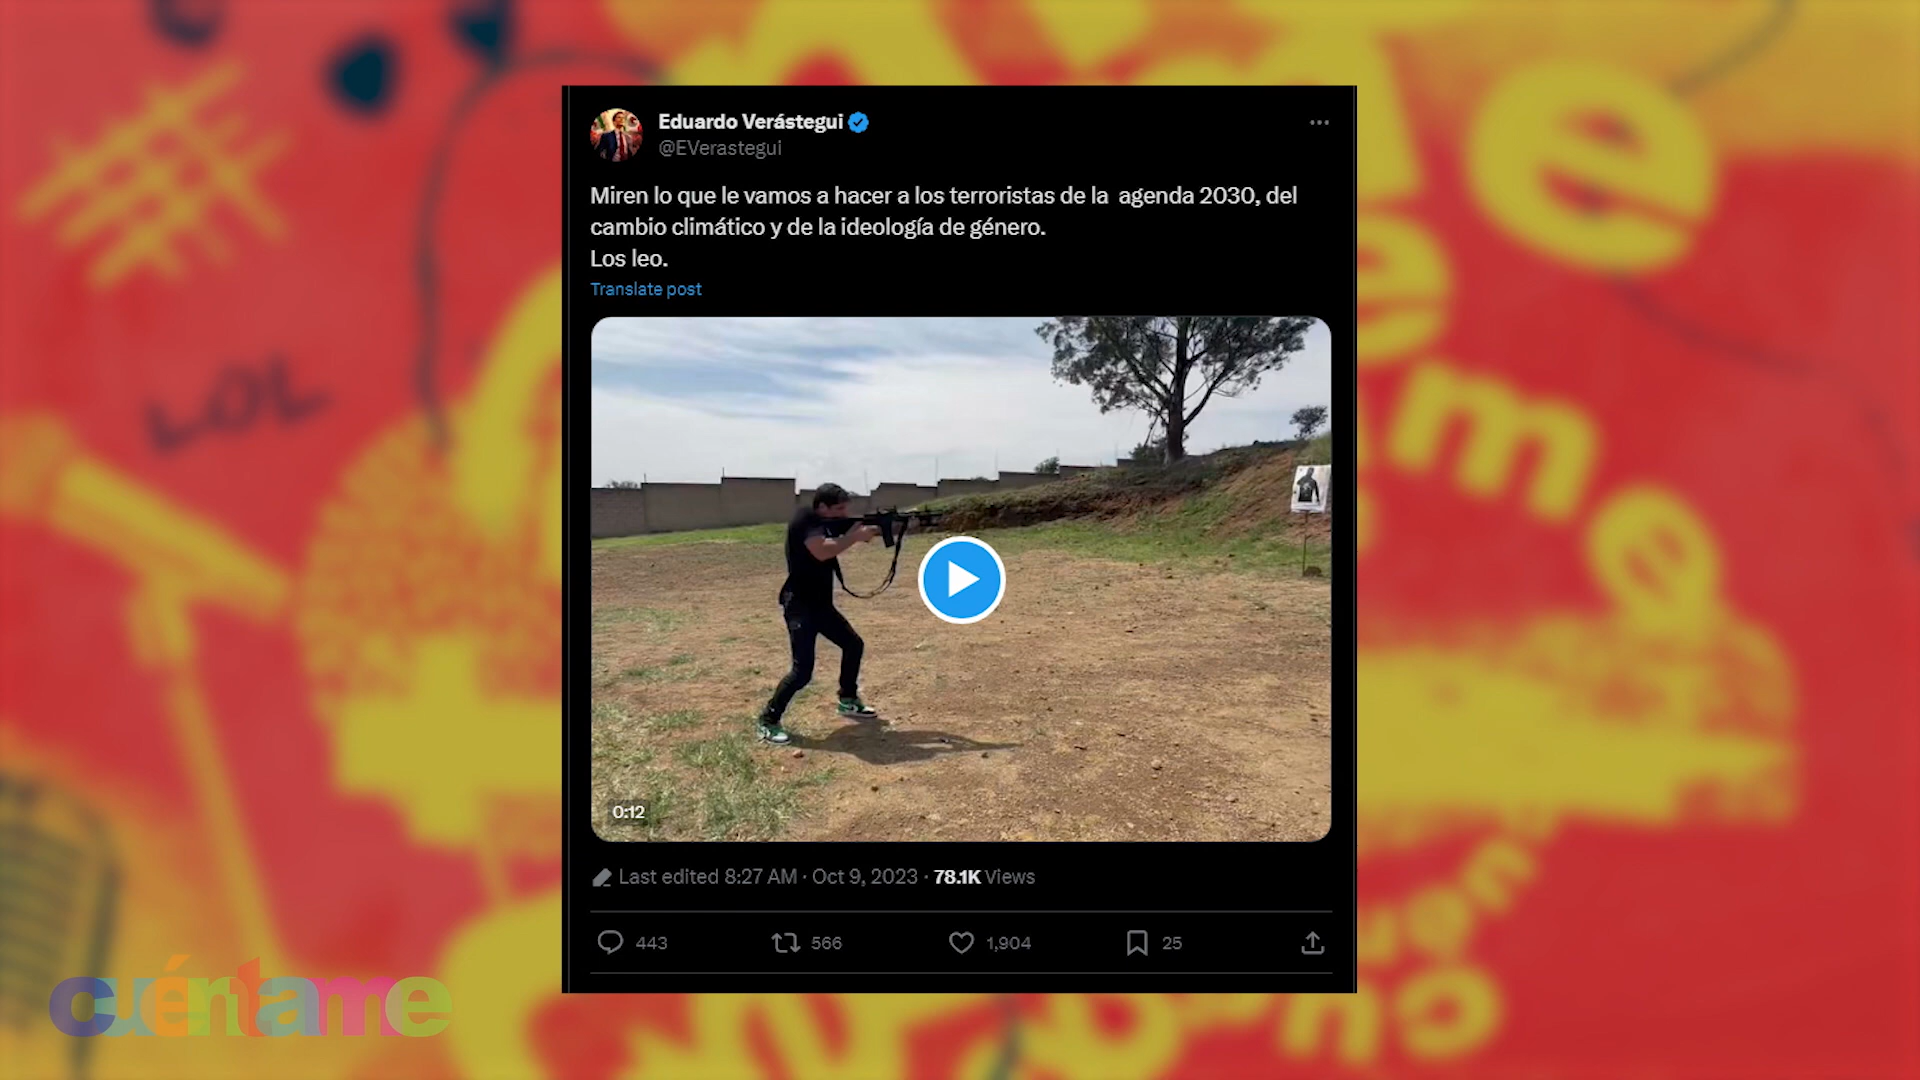 Eduardo Verástegui
@EVerastegui
Miren lo que le vamos a hacer a los terroristas de la agenda 2030, del
cambio climático y de la ideología de género.
Los leo.
Translate post
0:12
Last edited 8:27 AM · Oct 9, 2023 · 78.1K Views
443 566 1,904 25
LOL
cuéntame